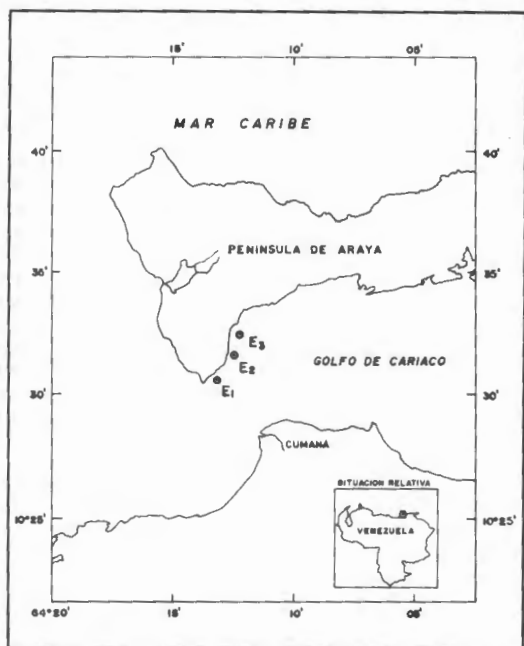 15' 10' 05'
MAR CARIBE
40' 40'
PENINSULA DE ARAYA
35' 35'
E3
E2
GOLFO DE CARIACO
30' 30'
E1
CUMANA
SITUACION RELATIVA
10°25' 10°25'
VENEZUELA
64°20' 15' 10' 05'